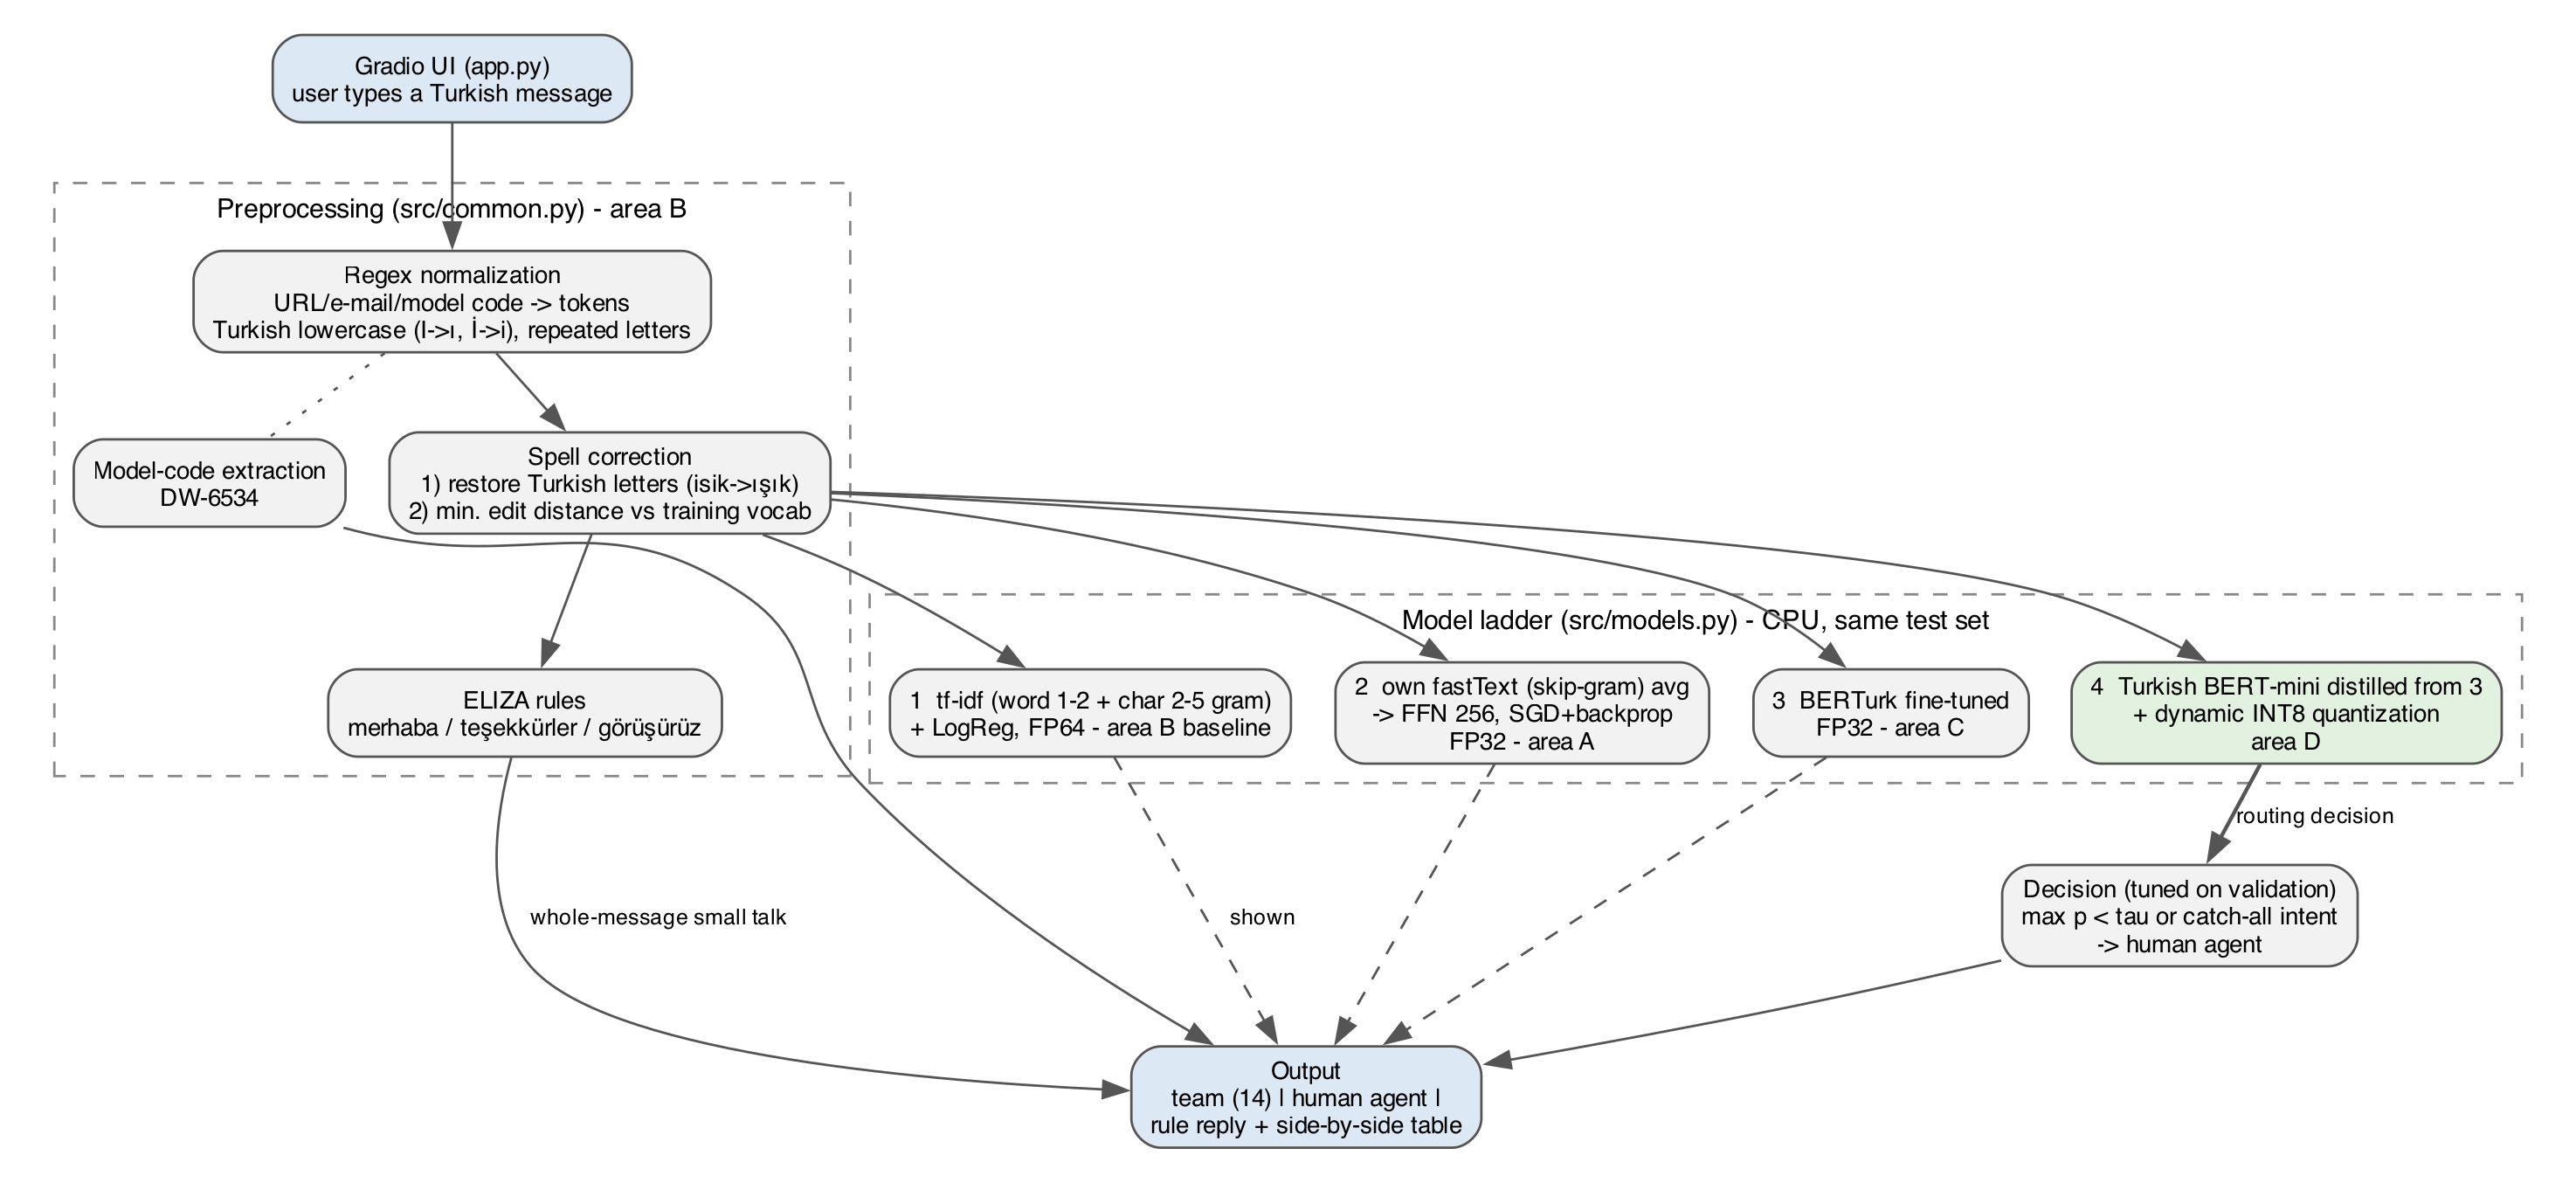 Gradio UI (app.py)
user types a Turkish message
Preprocessing (src/common.py) - area B
Regex normalization
URL/e-mail/model code -> tokens
Turkish lowercase (I->ı, İ->i), repeated letters
Model-code extraction
DW-6534
Spell correction
1) restore Turkish letters (isik->ışık)
2) min. edit distance vs training vocab
ELIZA rules
merhaba / teşekkürler / görüşürüz
Model ladder (src/models.py) - CPU, same test set
1 tf-idf (word 1-2 + char 2-5 gram)
+ LogReg, FP64 - area B baseline
2 own fastText (skip-gram) avg
-> FFN 256, SGD+backprop
FP32 - area A
3 BERTurk fine-tuned
FP32 - area C
4 Turkish BERT-mini distilled from 3
+ dynamic INT8 quantization
area D
routing decision
Decision (tuned on validation)
max p < tau or catch-all intent
-> human agent
whole-message small talk
shown
Output
team (14) | human agent |
rule reply + side-by-side table